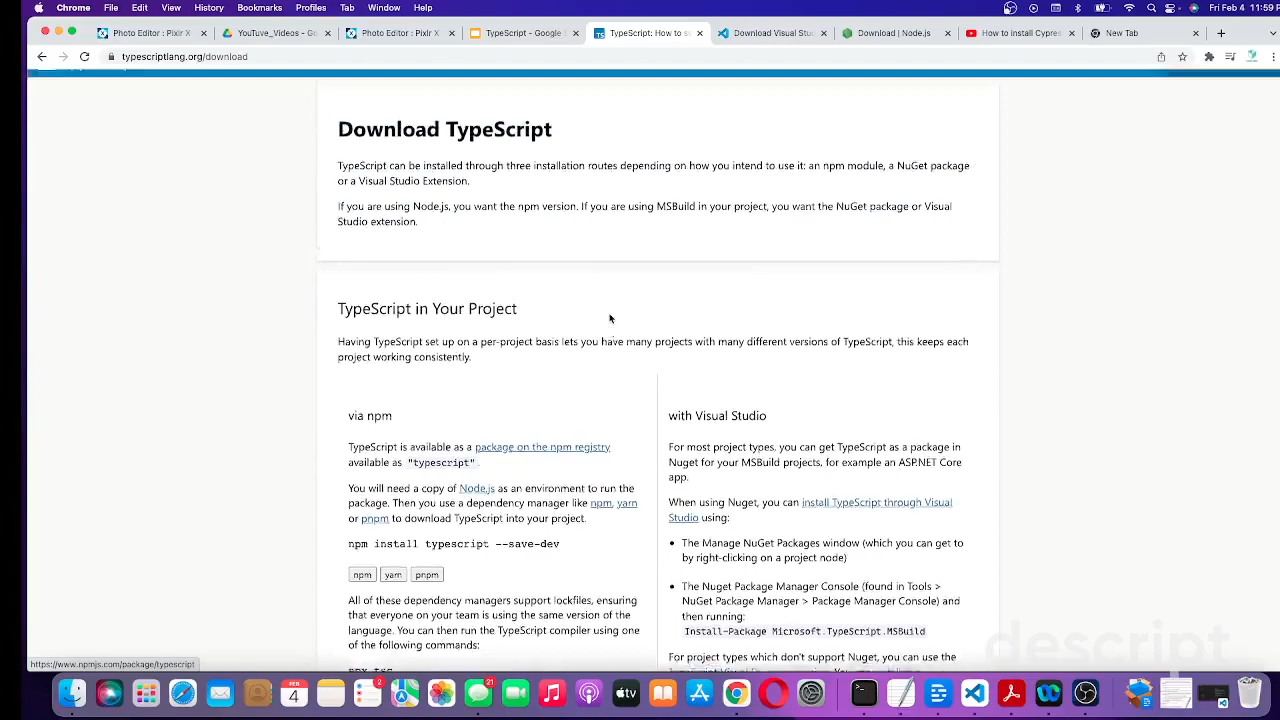 Chrome File Edit View History Bookmarks Profiles Tab Window Help
Fri Feb 4 11:59 P
Photo Editor : Pixlr X
YouTuve_Videos - Go
Photo Editor : Pixlr X
TypeScript - Google
TypeScript: How to s
Download Visual Stu
Download | Node.js
How to install Cypres
New Tab
typescriptlang.org/download
Download TypeScript
TypeScript can be installed through three installation routes depending on how you intend to use it: an npm module, a NuGet package
or a Visual Studio Extension.
If you are using Node.js, you want the npm version. If you are using MSBuild in your project, you want the NuGet package or Visual
Studio extension.
TypeScript in Your Project
Having TypeScript set up on a per-project basis lets you have many projects with many different versions of TypeScript, this keeps each
project working consistently.
via npm
TypeScript is available as a package on the npm registry
available as "typescript".
You will need a copy of Node.js as an environment to run the
package. Then you use a dependency manager like npm, yarn
or pnpm to download TypeScript into your project.
npm install typescript --save-dev
npm yarn pnpm
All of these dependency managers support lockfiles, ensuring
that everyone on your team is using the same version of the
language. You can then run the TypeScript compiler using one
of the following commands:
npx tsc
with Visual Studio
For most project types, you can get TypeScript as a package in
Nuget for your MSBuild projects, for example an ASP.NET Core
app.
When using Nuget, you can install TypeScript through Visual
Studio using:
The Manage NuGet Packages window (which you can get to
by right-clicking on a project node)
The Nuget Package Manager Console (found in Tools >
NuGet Package Manager > Package Manager Console) and
then running:
Install-Package Microsoft.TypeScript.MSBuild
For project types which don't support Nuget, you can use the
descript
https://www.npmjs.com/package/typescript
FEB
4
2
21
tv